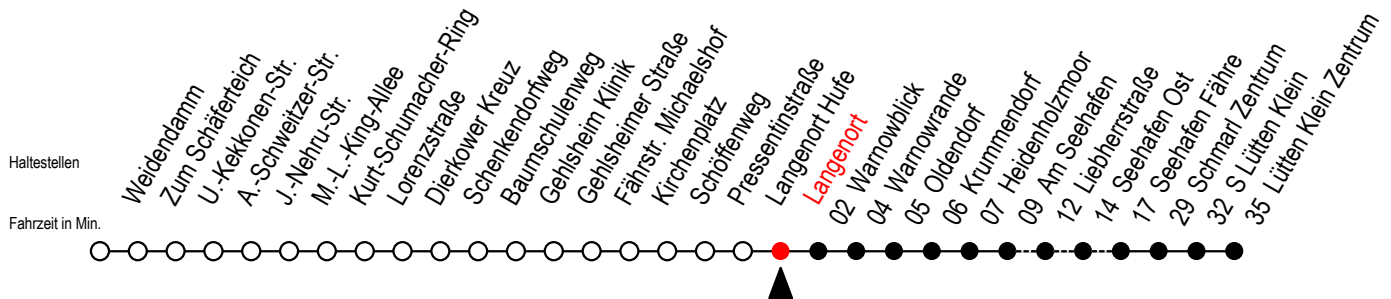 Haltestellen
Fahrzeit in Min.
Weidendamm
Zum Schäferteich
U.-Kekkonen-Str.
A.-Schweitzer-Str.
J.-Nehru-Str.
M.-L.-King-Allee
Kurt-Schumacher-Ring
Lorenzstraße
Dierkower Kreuz
Schenkendorfweg
Baumschulenweg
Gehlsheim Klinik
Gehlsheimer Straße
Fährstr. Michaelshof
Kirchenplatz
Schöffenweg
Pressentinstraße
Langenort Hufe
Langenort
02 Warnowblick
04 Warnowrande
05 Oldendorf
06 Krummendorf
07 Heidenholzmoor
09 Am Seehafen
12 Liebherrstraße
14 Seehafen Ost
17 Seehafen Fähre
29 Schmarl Zentrum
32 S Lütten Klein
35 Lütten Klein Zentrum